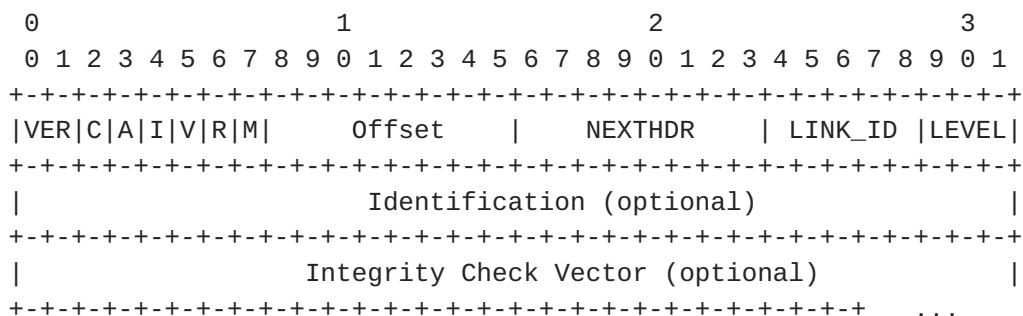 0                   1                   2                   3
 0 1 2 3 4 5 6 7 8 9 0 1 2 3 4 5 6 7 8 9 0 1 2 3 4 5 6 7 8 9 0 1
+-+-+-+-+-+-+-+-+-+-+-+-+-+-+-+-+-+-+-+-+-+-+-+-+-+-+-+-+-+-+-+-+
|VER|C|A|I|V|R|M|     Offset    |    NEXTHDR    | LINK_ID |LEVEL|
+-+-+-+-+-+-+-+-+-+-+-+-+-+-+-+-+-+-+-+-+-+-+-+-+-+-+-+-+-+-+-+-+
|                      Identification (optional)                |
+-+-+-+-+-+-+-+-+-+-+-+-+-+-+-+-+-+-+-+-+-+-+-+-+-+-+-+-+-+-+-+-+
|                  Integrity Check Vector (optional)            |
+-+-+-+-+-+-+-+-+-+-+-+-+-+-+-+-+-+-+-+-+-+-+-+-+-+-+-+   ...